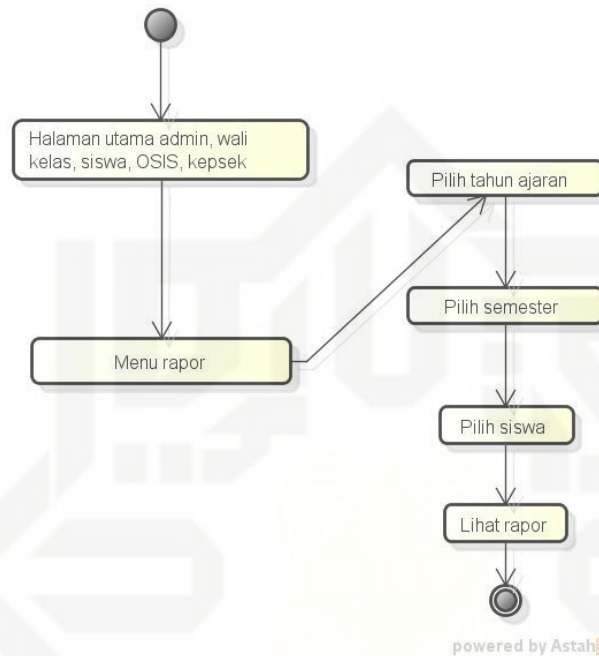 Halaman utama admin, wali
kelas, siswa, OSIS, kepsek
Menu rapor
Pilih tahun ajaran
Pilih semester
Pilih siswa
Lihat rapor
powered by Astah